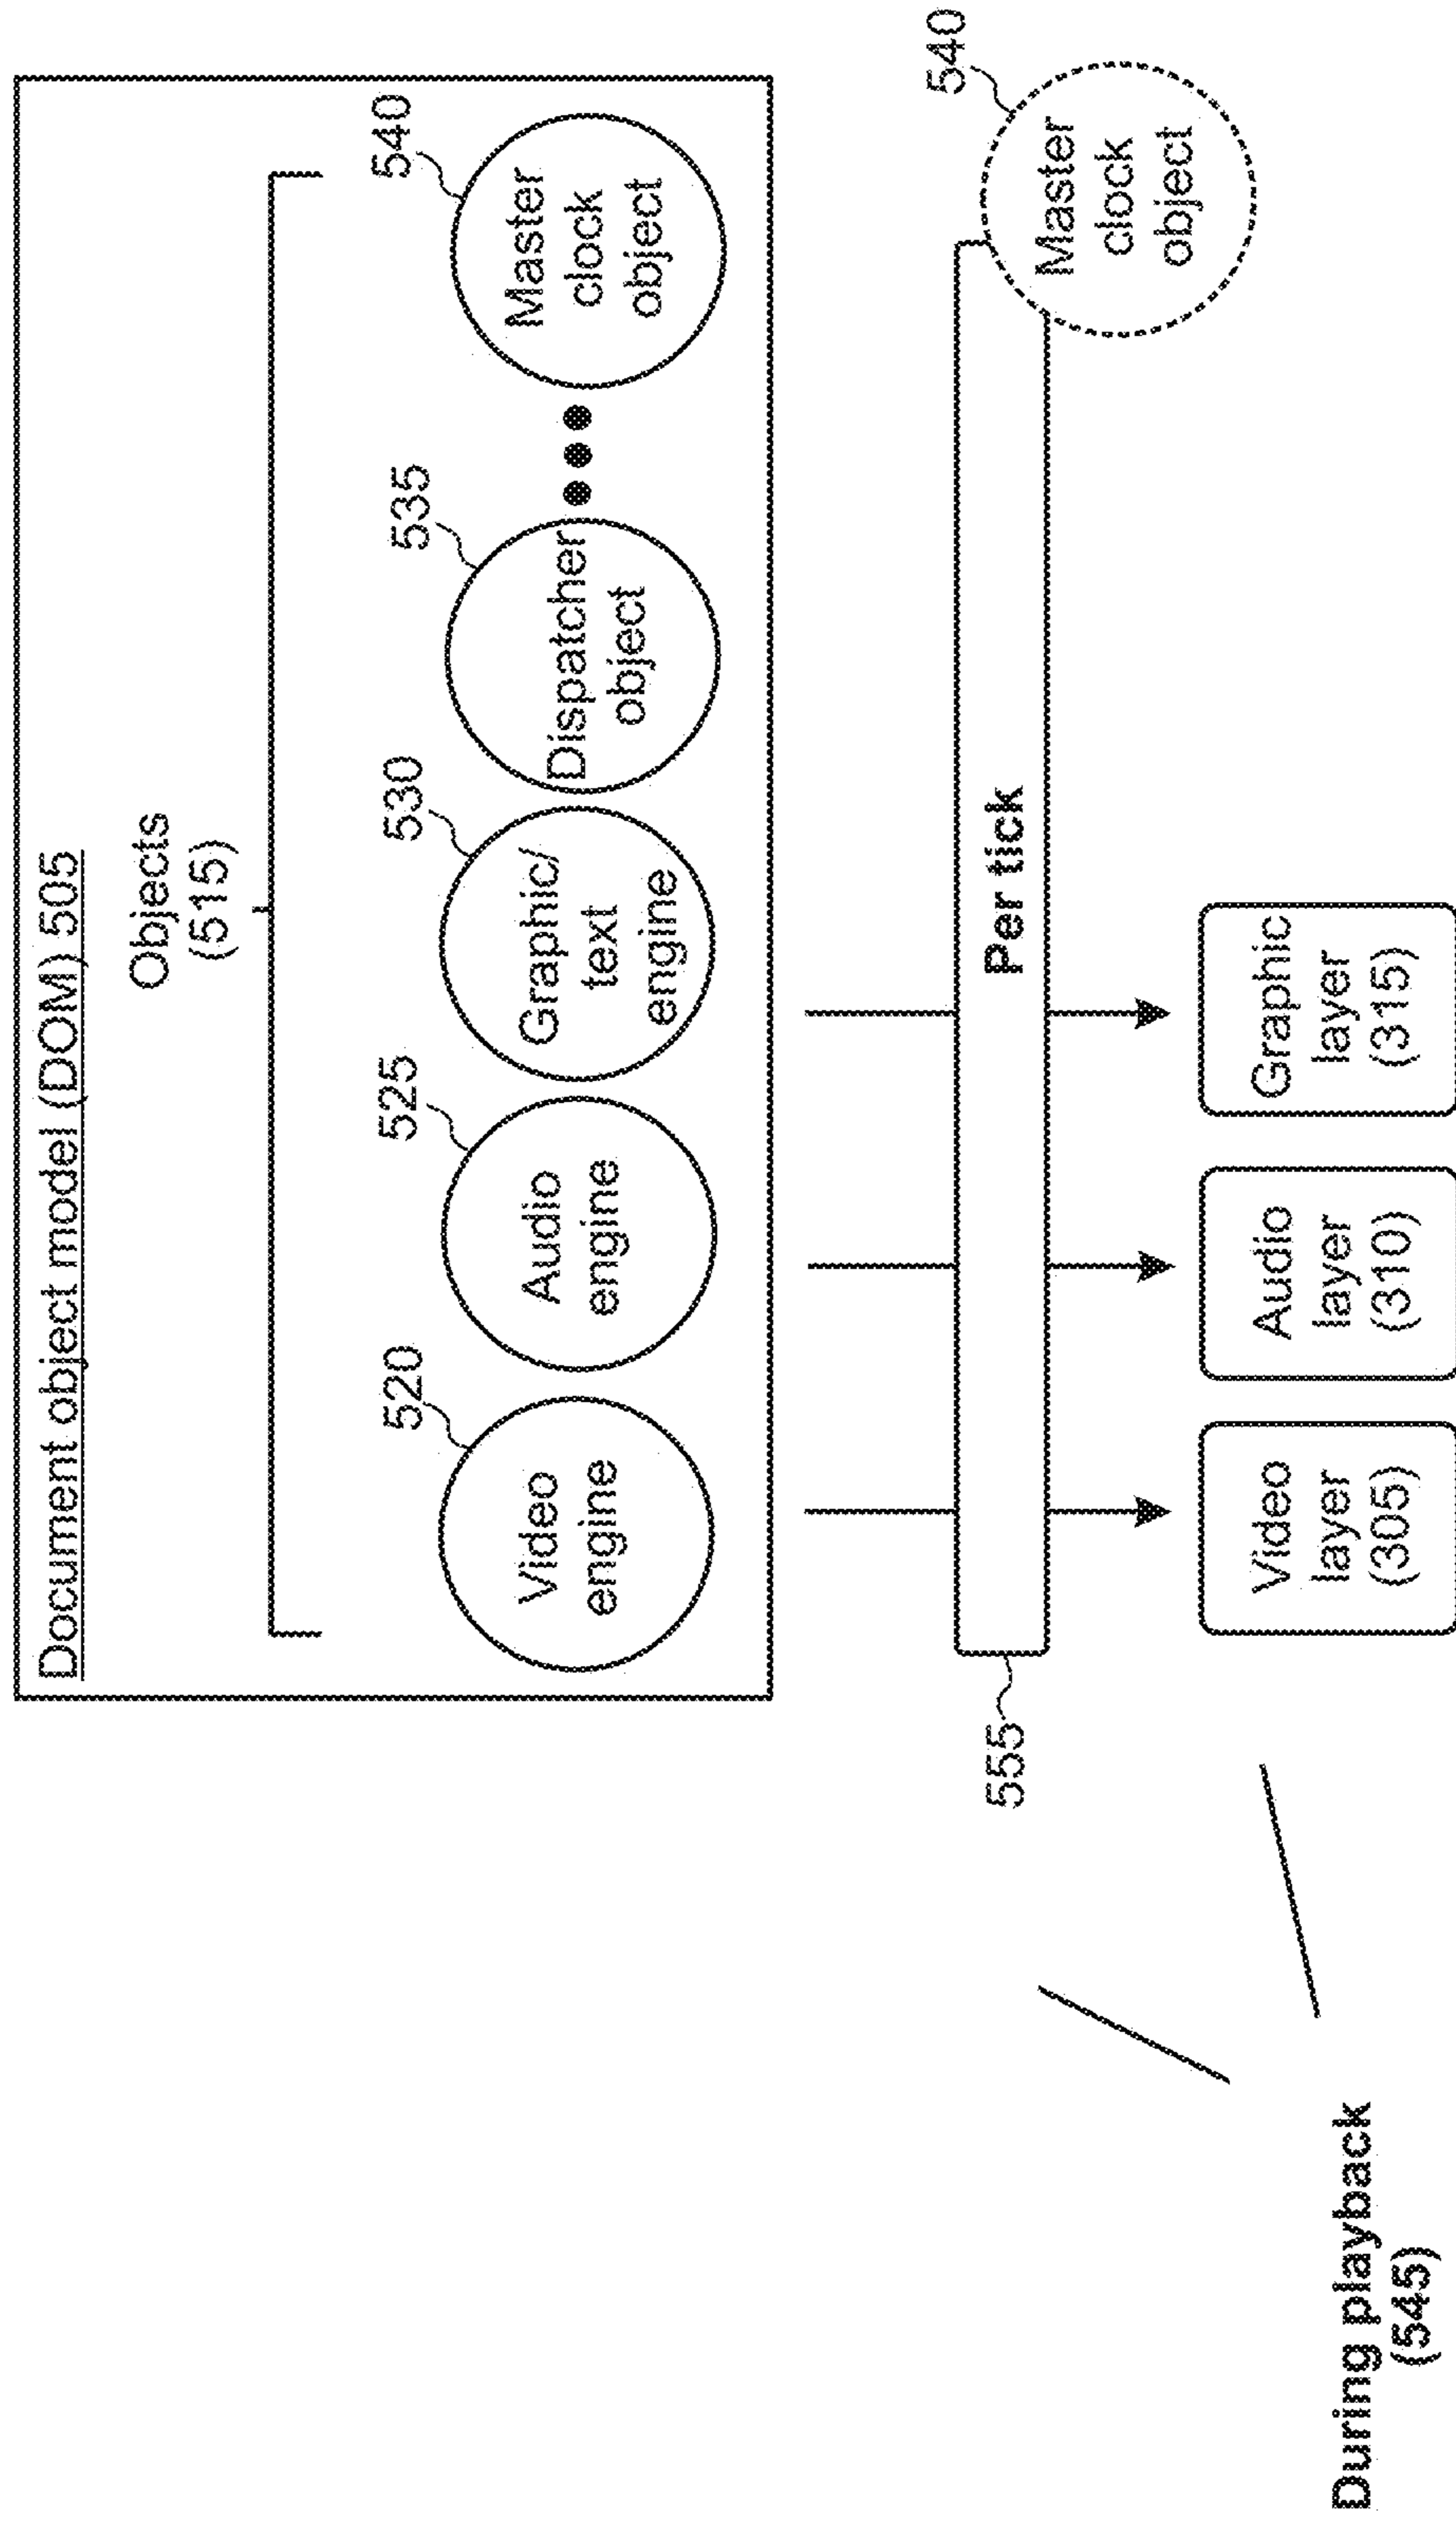 Document object model (DOM) 505
Objects
(515)
520
525
530
535
540
Video
engine
Audio
engine
Graphic/
text
engine
Dispatcher
object
Master
clock
object
540
555
Per tick
Master
clock
object
Video
layer
(305)
Audio
layer
(310)
Graphic
layer
(315)
During playback
(545)